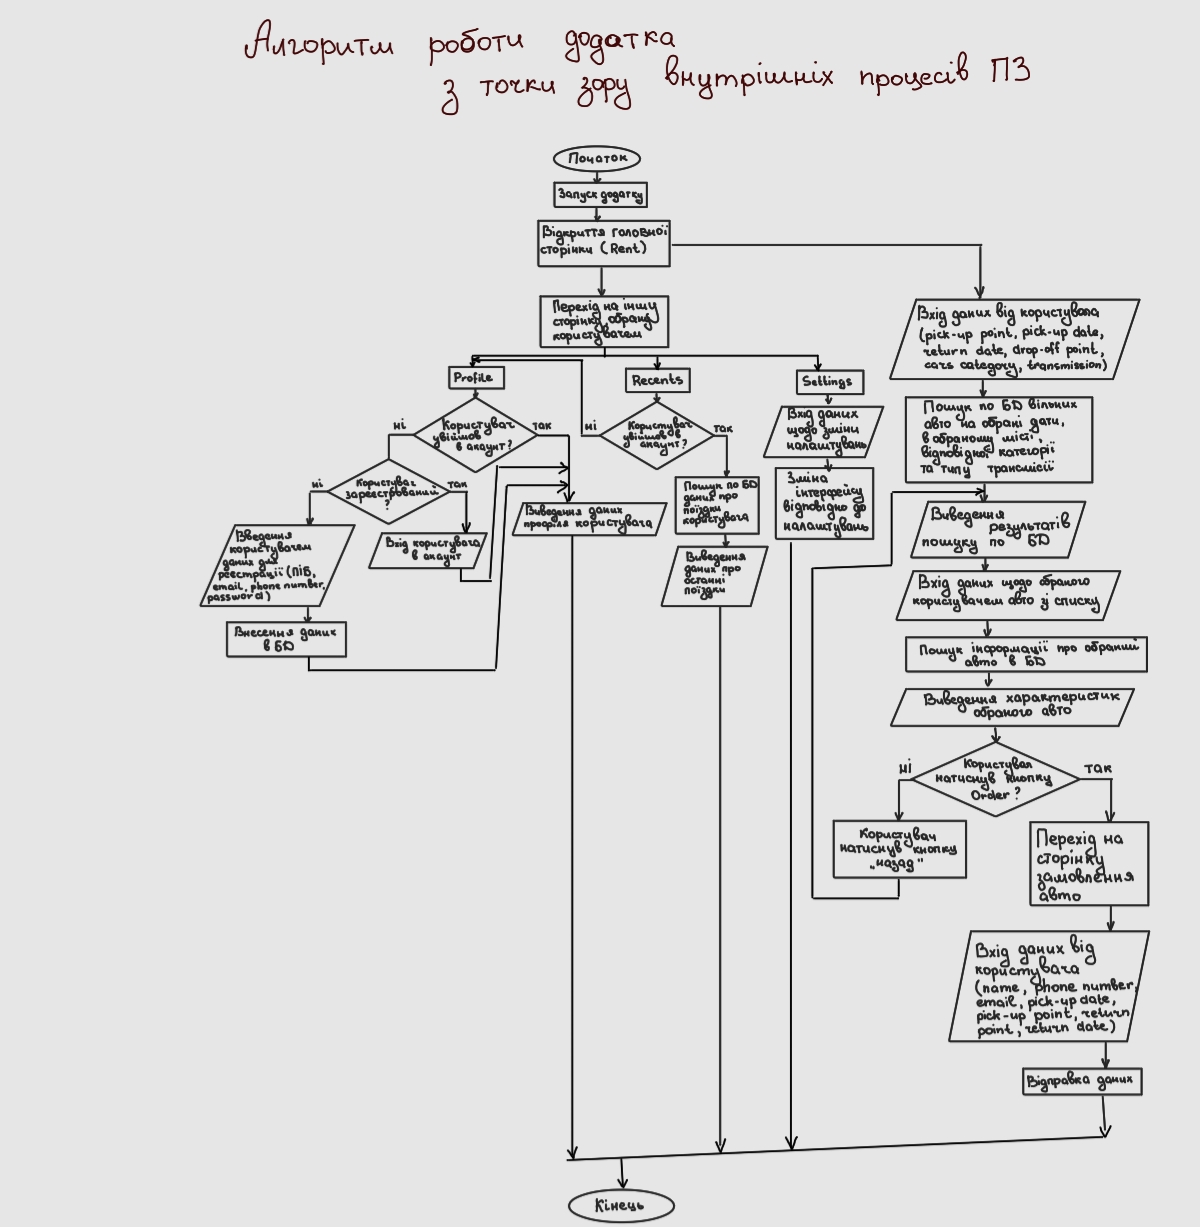 Алгоритм роботи додатка
з точки зору внутрішніх процесів ПЗ
Початок
Запуск додатку
Відкриття головної
сторінки (Rent)
Перехід на іншу
сторінку, обрану
користувачем
Profile
Recents
Settings
ні
Користувач
увійшов
в акаунт?
так
ні
Користувач
увійшов в
акаунт?
так
ні
Користувач
зареєстрований
?
так
Введення
користувачем
даних для
реєстрації (ПІБ,
email, phone number,
password)
Внесення даних
в БД
Вхід користувача
в акаунт
Виведення даних
профіля користувача
Пошук по БД
даних про
поїздки
користувача
Виведення
даних про
останні
поїздки
Вхід даних
щодо зміни
налаштувань
Зміна
інтерфейсу
відповідно до
налаштувань
Вхід даних від користувача
(pick-up point, pick-up date,
return date, drop-off point,
cars category, transmission)
Пошук по БД вільних
авто на обрані дати,
в обраному місті,
відповідної категорії
та типу трансмісії
Виведення
результатів
пошуку по БД
Вхід даних щодо обраного
користувачем авто зі списку
Пошук інформації про обраний
авто в БД
Виведення характеристик
обраного авто
ні
Користувач
натиснув кнопку
Order?
так
Користувач
натиснув кнопку
„назад"
Перехід на
сторінку
замовлення
авто
Вхід даних від
користувача
(name, phone number,
email, pick-up date,
pick-up point, return
point, return date)
Відправка даних
Кінець